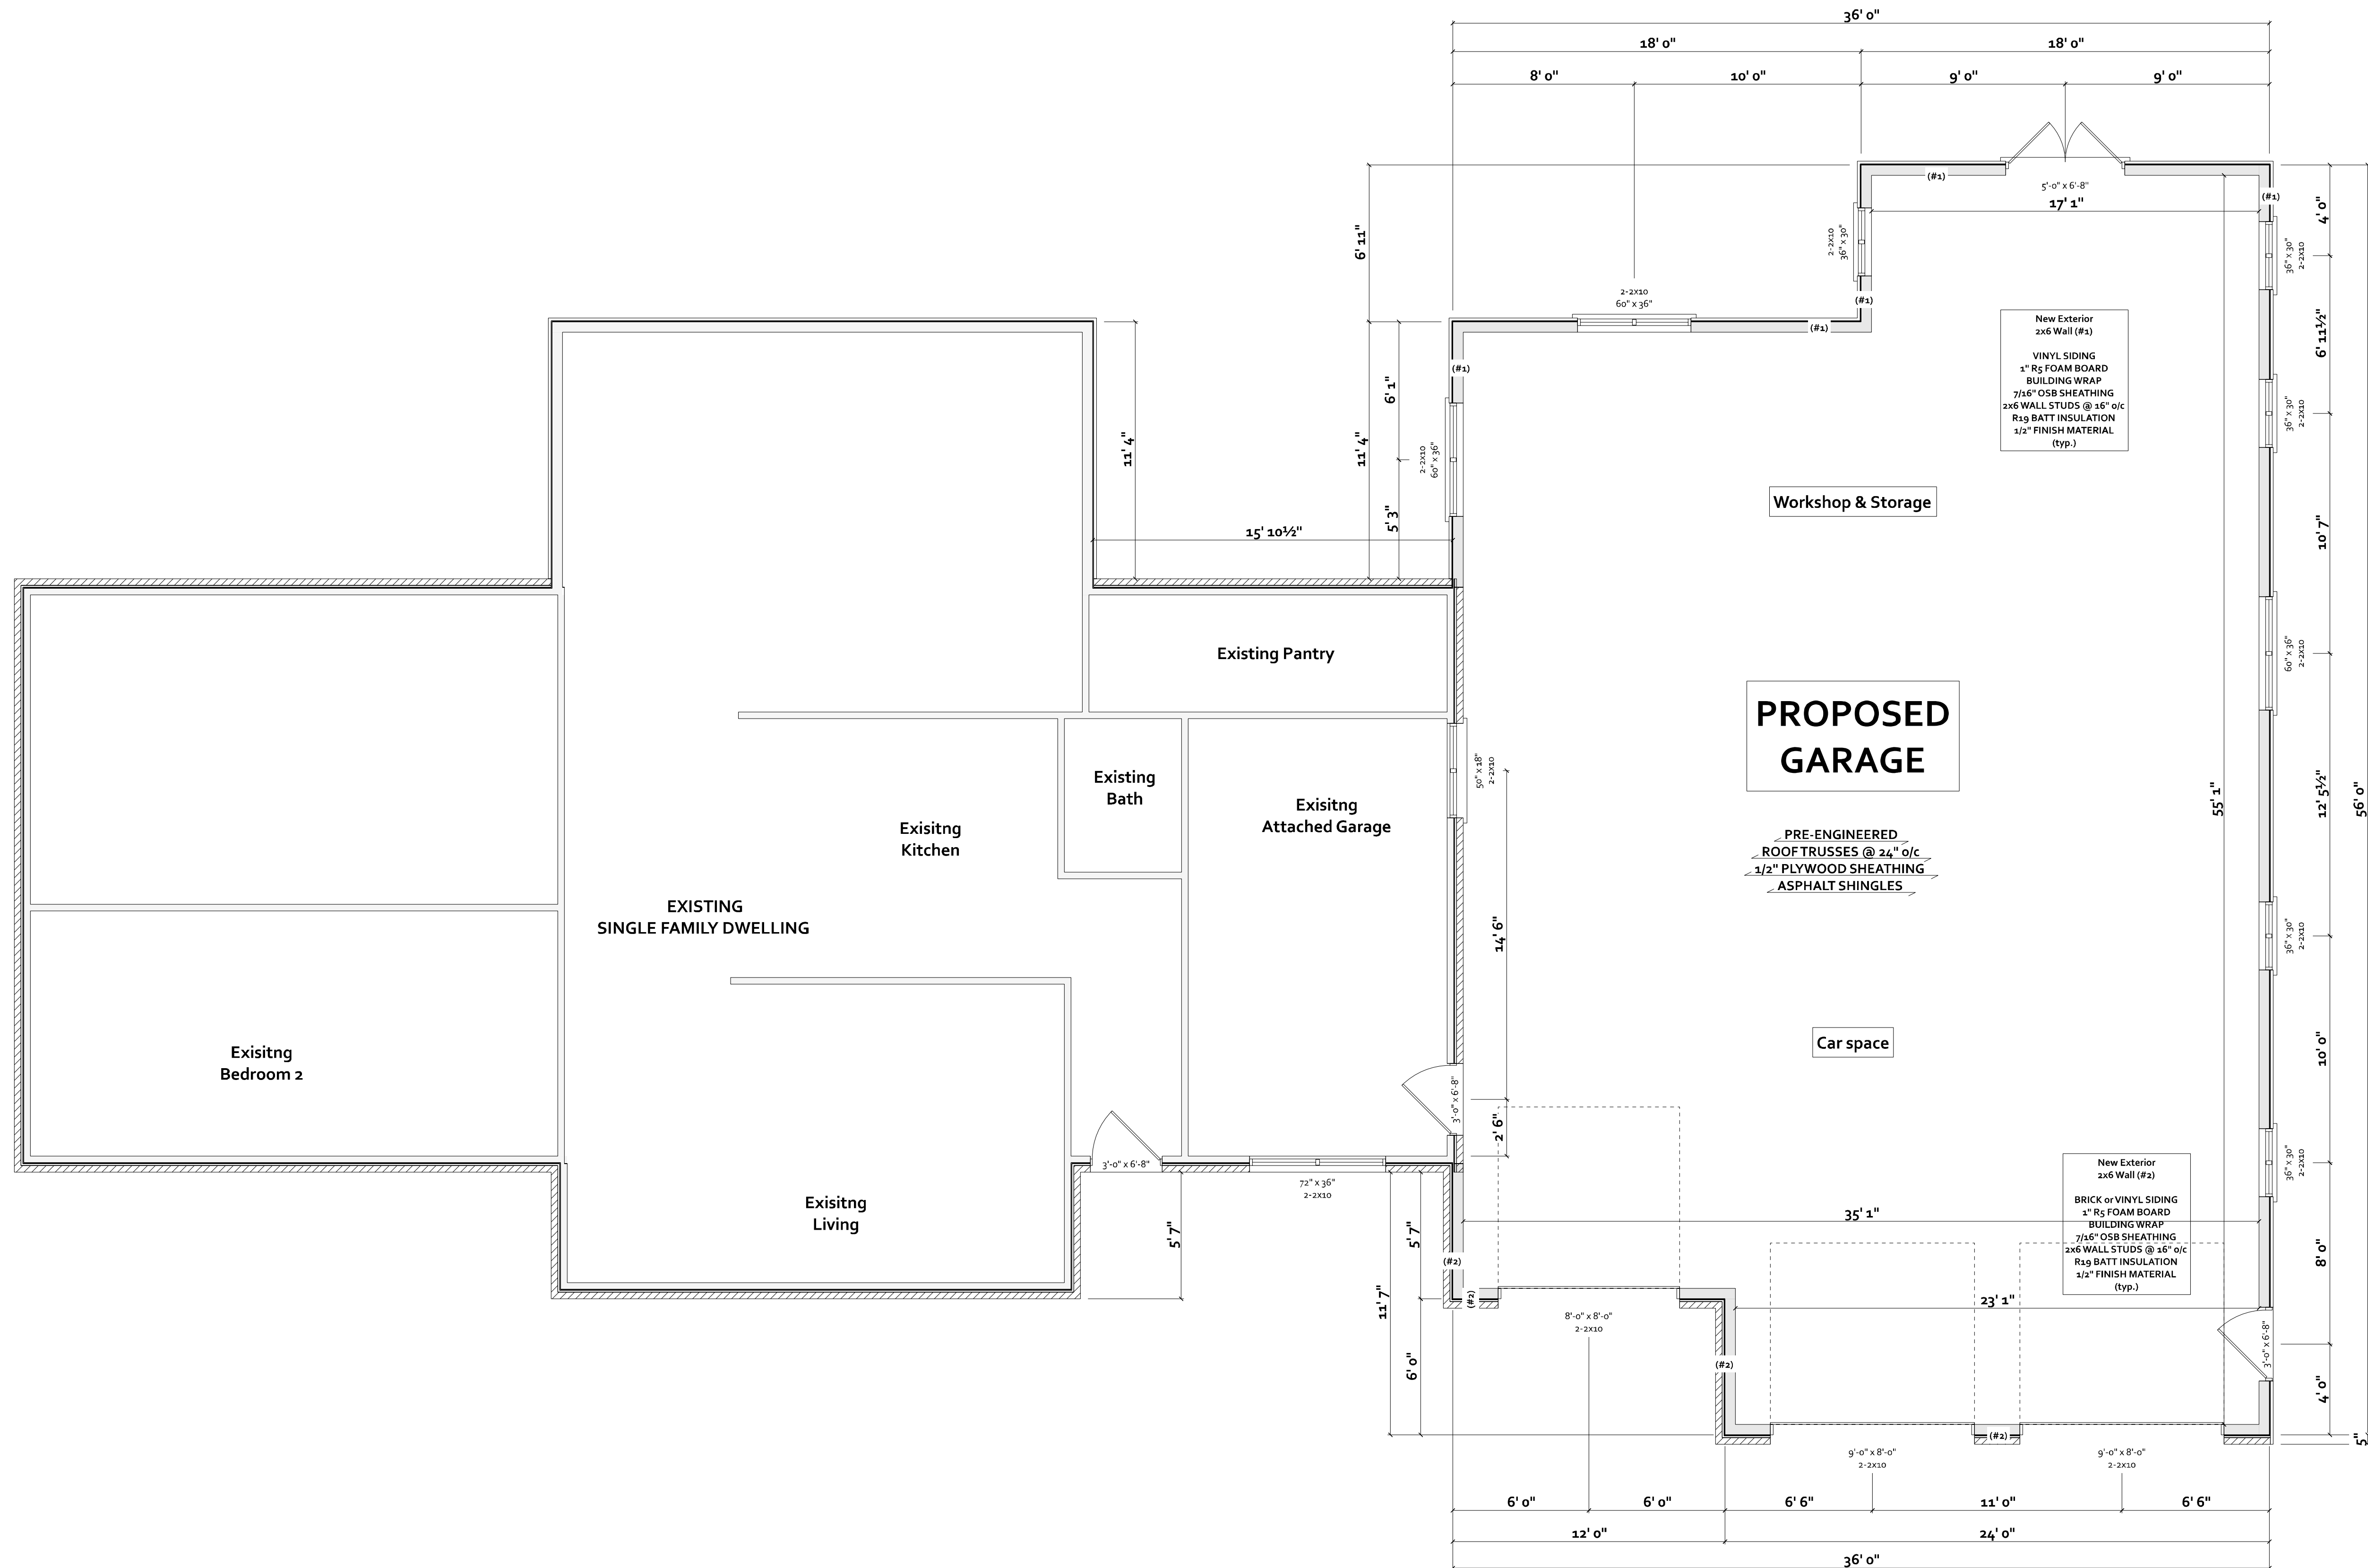 36' 0"
18' 0"
18' 0"
8' 0"
10' 0"
9' 0"
9' 0"
5'-0" x 6'-8"
17' 1"
(#1)
(#1)
4' 0"
36" x 30"
2-2x10
2-2x10
36" x 30"
6' 11"
(#1)
2-2x10
60" x 36"
(#1)
(#1)
6' 11½"
New Exterior
2x6 Wall (#1)
VINYL SIDING
1" R5 FOAM BOARD
BUILDING WRAP
7/16" OSB SHEATHING
2x6 WALL STUDS @ 16" o/c
R19 BATT INSULATION
1/2" FINISH MATERIAL
(typ.)
36" x 30"
2-2x10
11' 4"
11' 4"
6' 1"
5' 3"
2-2x10
60" x 36"
15' 10½"
Workshop & Storage
10' 7"
60" x 36"
2-2x10
Existing Pantry
PROPOSED
GARAGE
Existing
Bath
50" x 18"
2-2x10
Exisitng
Attached Garage
Exisitng
Kitchen
55' 1"
12' 5½"
56' 0"
PRE-ENGINEERED
ROOF TRUSSES @ 24" o/c
1/2" PLYWOOD SHEATHING
ASPHALT SHINGLES
EXISTING
SINGLE FAMILY DWELLING
14' 6"
36" x 30"
2-2x10
Car space
10' 0"
Exisitng
Bedroom 2
3'-0" x 6'-8"
2' 6"
3'-0" x 6'-8"
72" x 36"
2-2x10
36" x 30"
2-2x10
New Exterior
2x6 Wall (#2)
BRICK or VINYL SIDING
1" R5 FOAM BOARD
BUILDING WRAP
7/16" OSB SHEATHING
2x6 WALL STUDS @ 16" o/c
R19 BATT INSULATION
1/2" FINISH MATERIAL
(typ.)
Exisitng
Living
35' 1"
5' 7"
5' 7"
11' 7"
6' 0"
(#2)
(#2)
8' 0"
23' 1"
8'-0" x 8'-0"
2-2x10
(#2)
3'-0" x 6'-8"
4' 0"
(#2)
5"
9'-0" x 8'-0"
2-2x10
9'-0" x 8'-0"
2-2x10
6' 0"
6' 0"
6' 6"
11' 0"
6' 6"
12' 0"
24' 0"
36' 0"